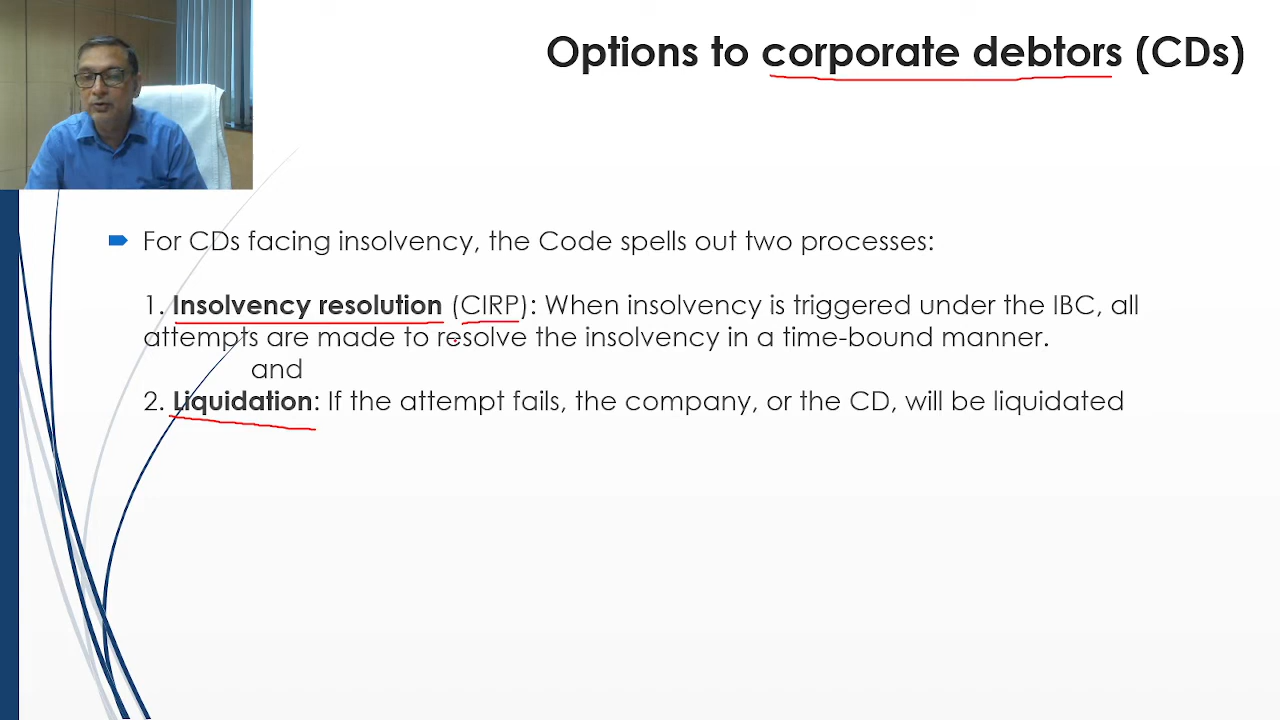 Options to corporate debtors (CDs)
For CDs facing insolvency, the Code spells out two processes:
1. Insolvency resolution (CIRP): When insolvency is triggered under the IBC, all
attempts are made to resolve the insolvency in a time-bound manner.
and
2. Liquidation: If the attempt fails, the company, or the CD, will be liquidated